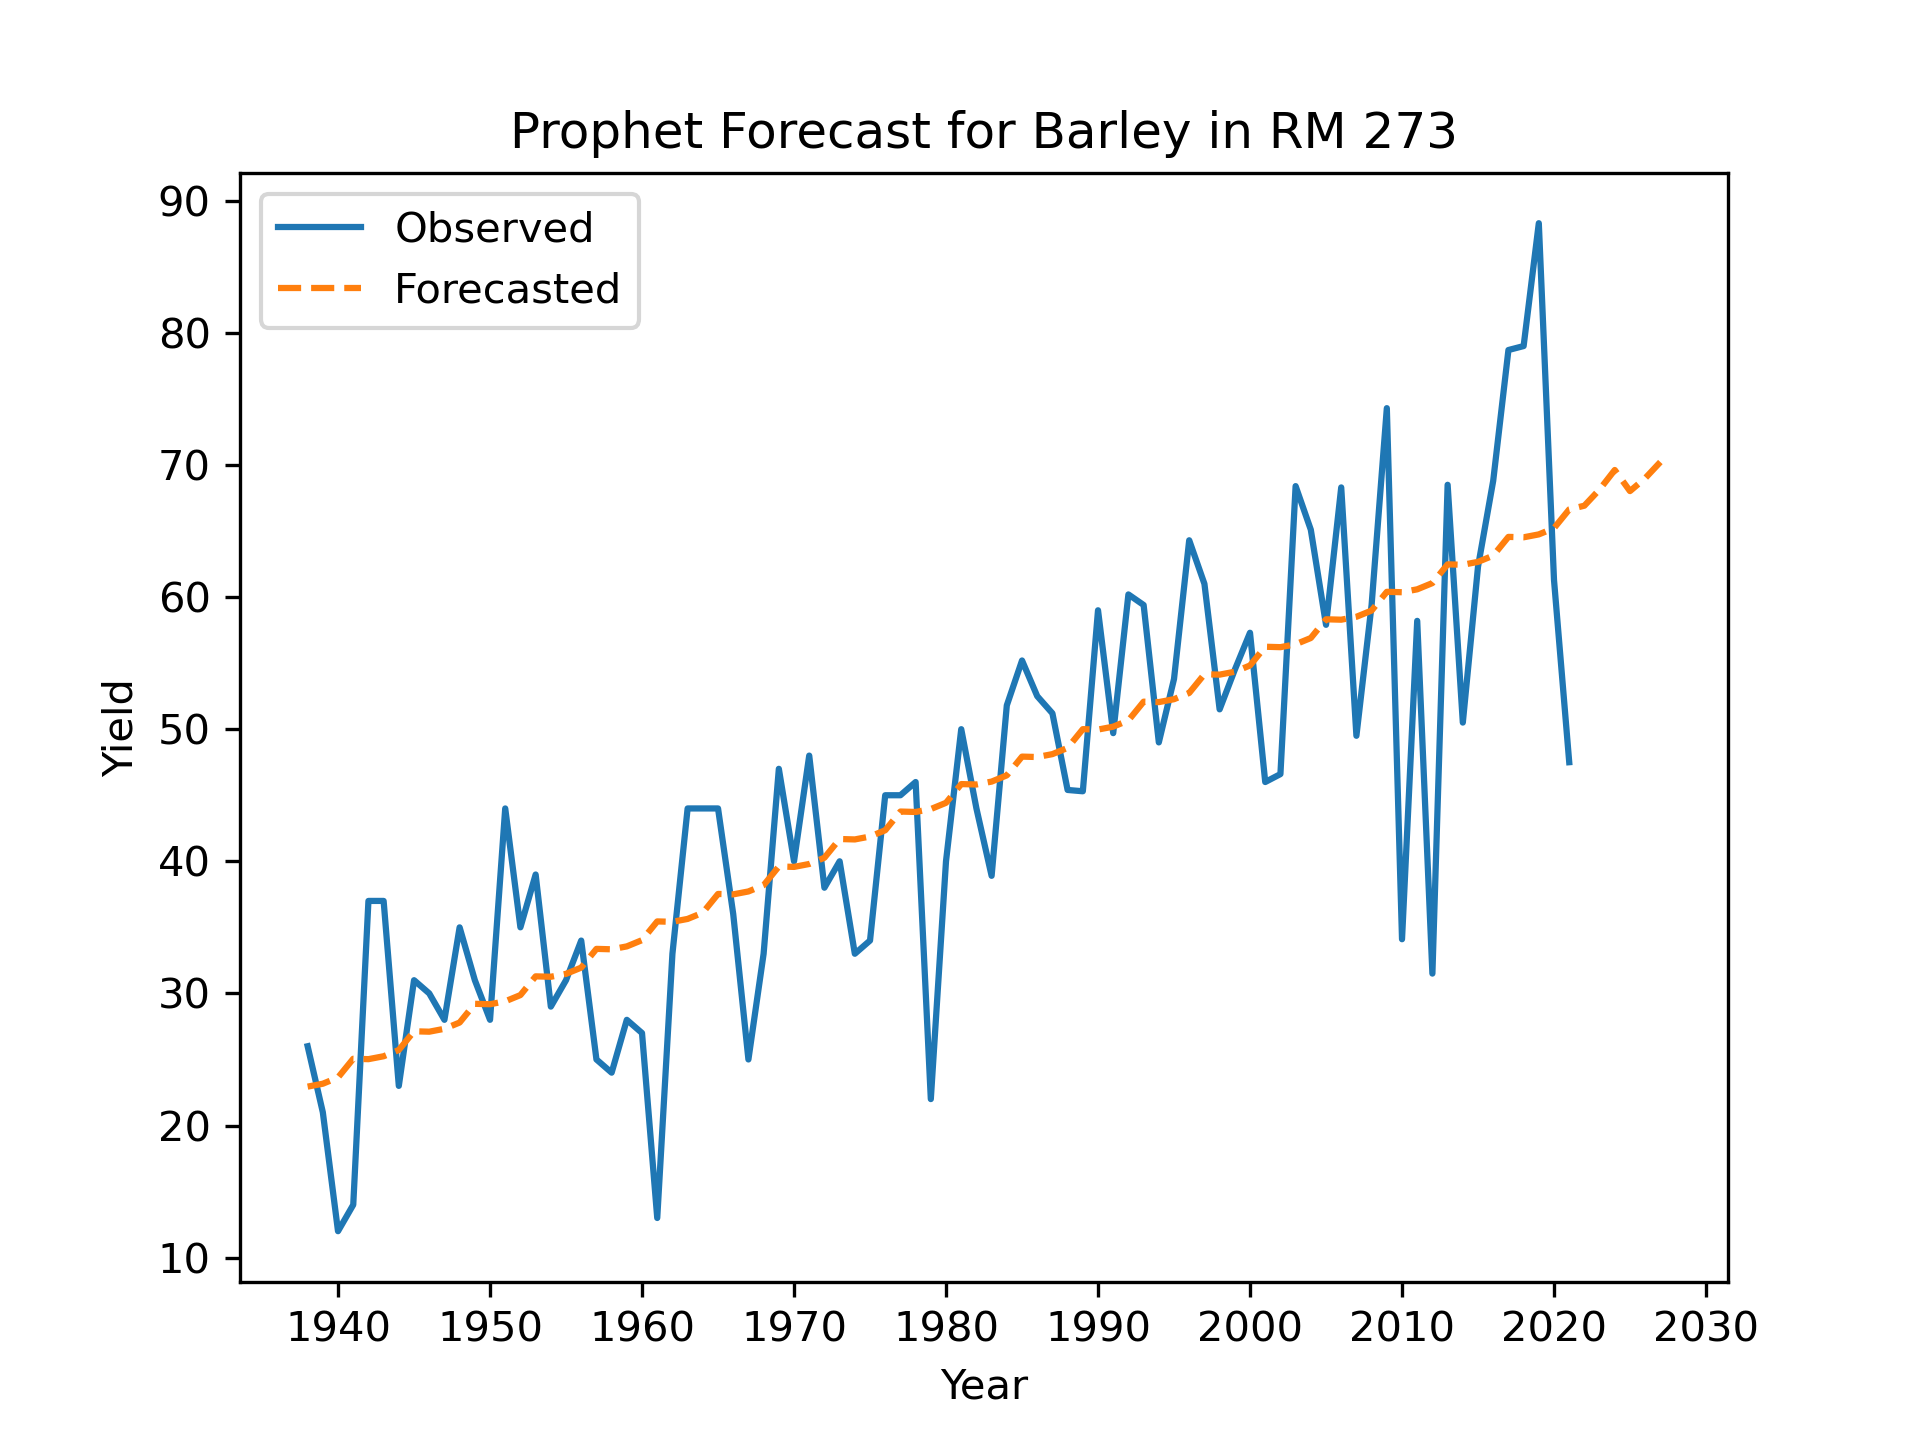 Prophet Forecast for Barley in RM 273
90
80
70
60
50
40
30
20
10
Observed
Forecasted
Yield
1940 1950 1960 1970 1980 1990 2000 2010 2020 2030
Year